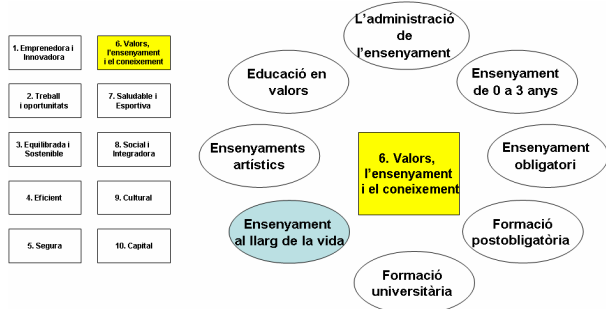 1. Emprenedora i
Innovadora
6. Valors,
l'ensenyament
i el coneixement
2. Treball
i oportunitats
7. Saludable i
Esportiva
3. Equilibrada i
Sostenible
8. Social i
Integradora
4. Eficient
9. Cultural
5. Segura
10. Capital
L'administració
de
l'ensenyament
Educació en
valors
Ensenyament
de 0 a 3 anys
Ensenyaments
artístics
6. Valors,
l'ensenyament
i el coneixement
Ensenyament
obligatori
Ensenyament
al llarg de la vida
Formació
postobligatòria
Formació
universitària